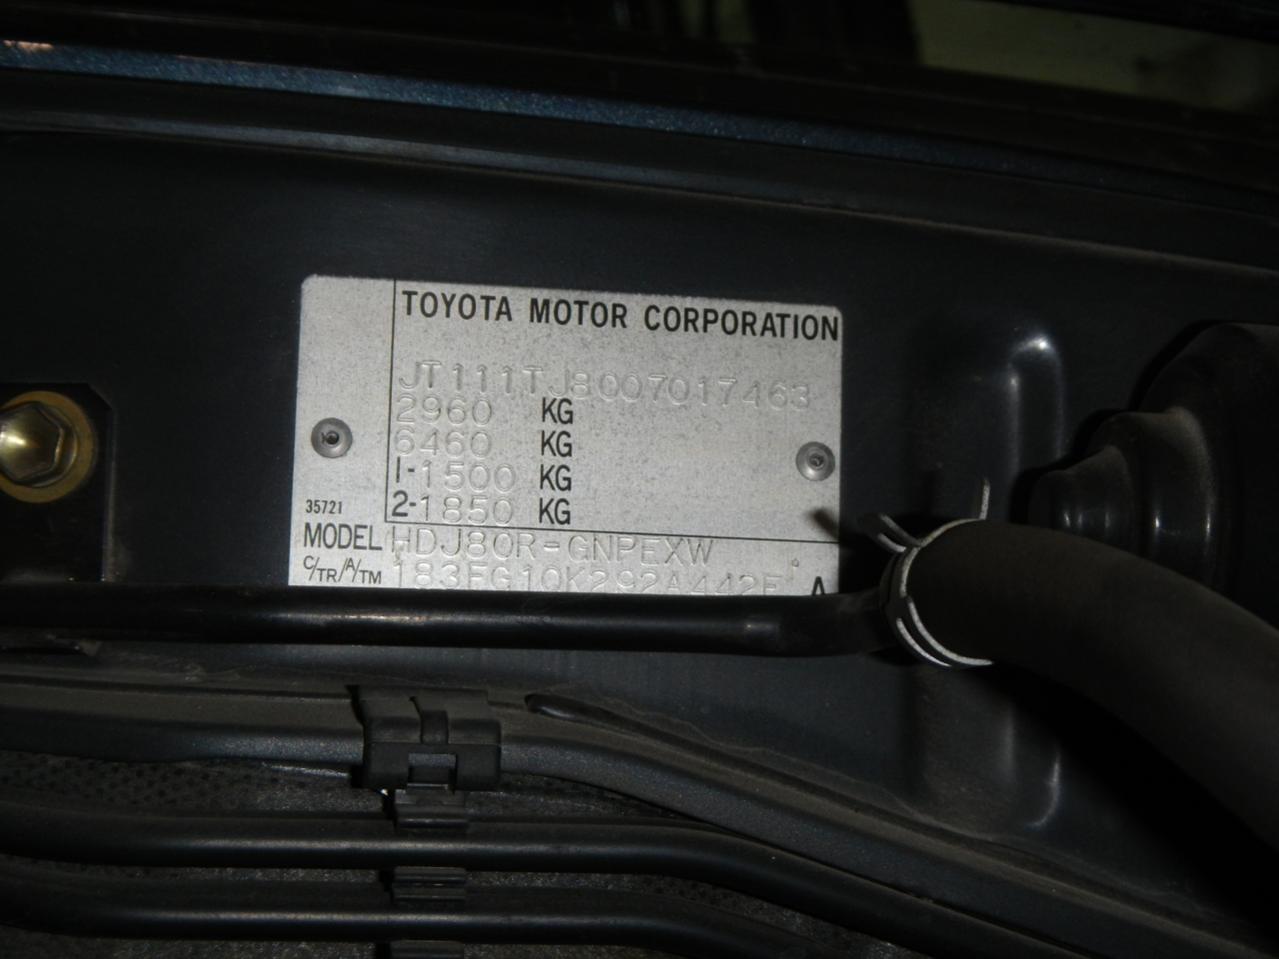 TOYOTA MOTOR CORPORATION
JT111TJ8007017463
2960 KG
6460 KG
1-1500 KG
35721 2-1850 KG
MODEL HDJ80R-GNPEXW
C/TR/A/TM 183FG10K292A442F A